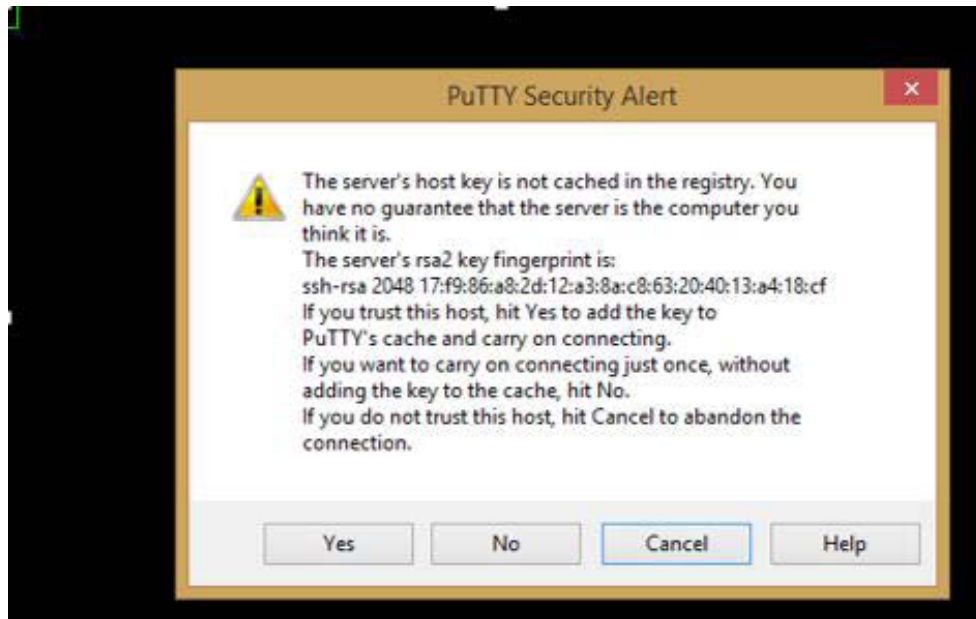 PuTTY Security Alert
The server's host key is not cached in the registry. You
have no guarantee that the server is the computer you
think it is.
The server's rsa2 key fingerprint is:
ssh-rsa 2048 17:f9:86:a8:2d:12:a3:8a:c8:63:20:40:13:a4:18:cf
If you trust this host, hit Yes to add the key to
PuTTY's cache and carry on connecting.
If you want to carry on connecting just once, without
adding the key to the cache, hit No.
If you do not trust this host, hit Cancel to abandon the
connection.
Yes No Cancel Help